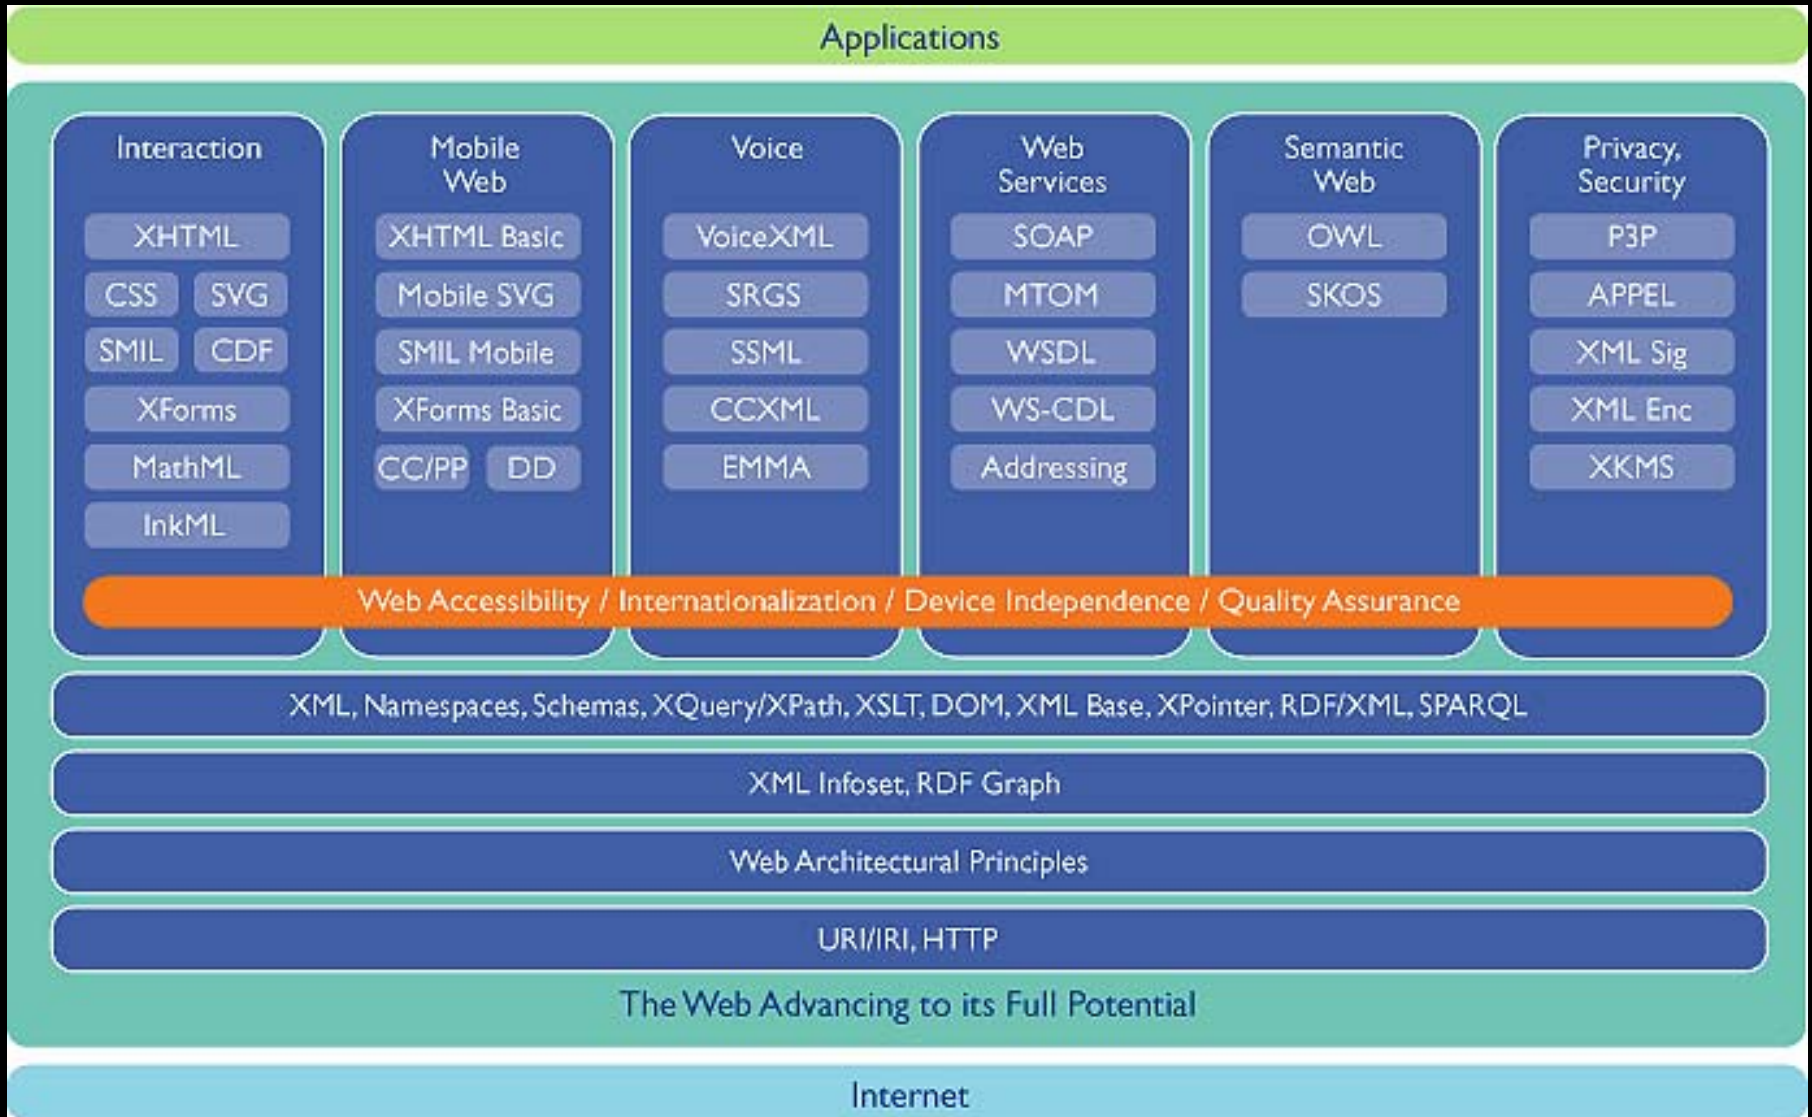 Applications
Interaction
XHTML
CSS
SVG
SMIL
CDF
XForms
MathML
InkML
Mobile
Web
XHTML Basic
Mobile SVG
SMIL Mobile
XForms Basic
CC/PP
DD
Voice
VoiceXML
SRGS
SSML
CCXML
EMMA
Web
Services
SOAP
MTOM
WSDL
WS-CDL
Addressing
Semantic
Web
OWL
SKOS
Privacy,
Security
P3P
APPEL
XML Sig
XML Enc
XKMS
Web Accessibility / Internationalization / Device Independence / Quality Assurance
XML, Namespaces, Schemas, XQuery/XPath, XSLT, DOM, XML Base, XPointer, RDF/XML, SPARQL
XML Infoset, RDF Graph
Web Architectural Principles
URI/IRI, HTTP
The Web Advancing to its Full Potential
Internet